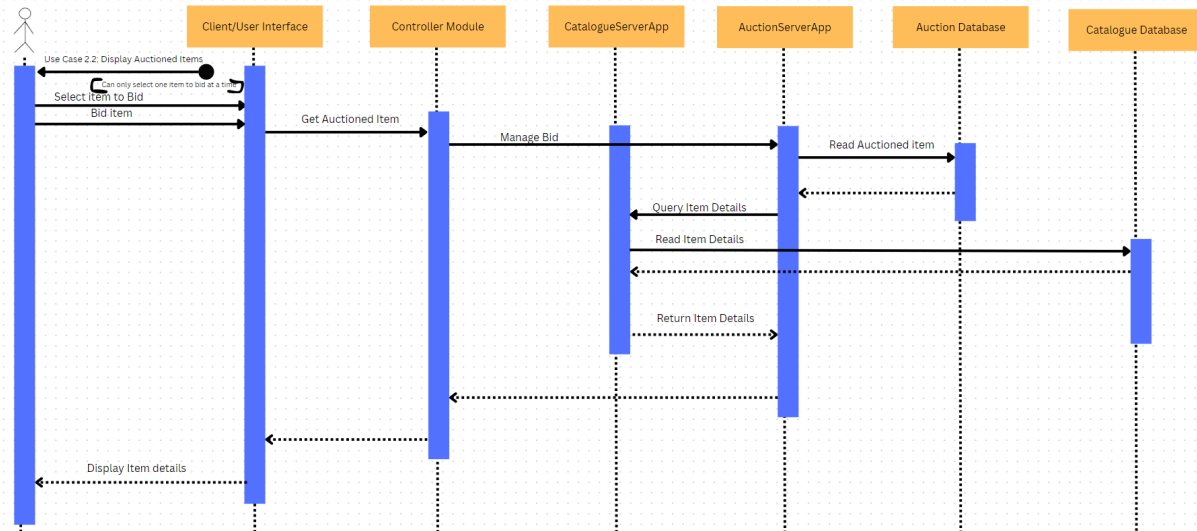 Client/User Interface
Controller Module
CatalogueServerApp
AuctionServerApp
Auction Database
Catalogue Database
Use Case 2.2: Display Auctioned Items
Can only select one item to bid at a time
Select item to Bid
Bid item
Get Auctioned Item
Manage Bid
Read Auctioned item
Query Item Details
Read Item Details
Return Item Details
Display Item details